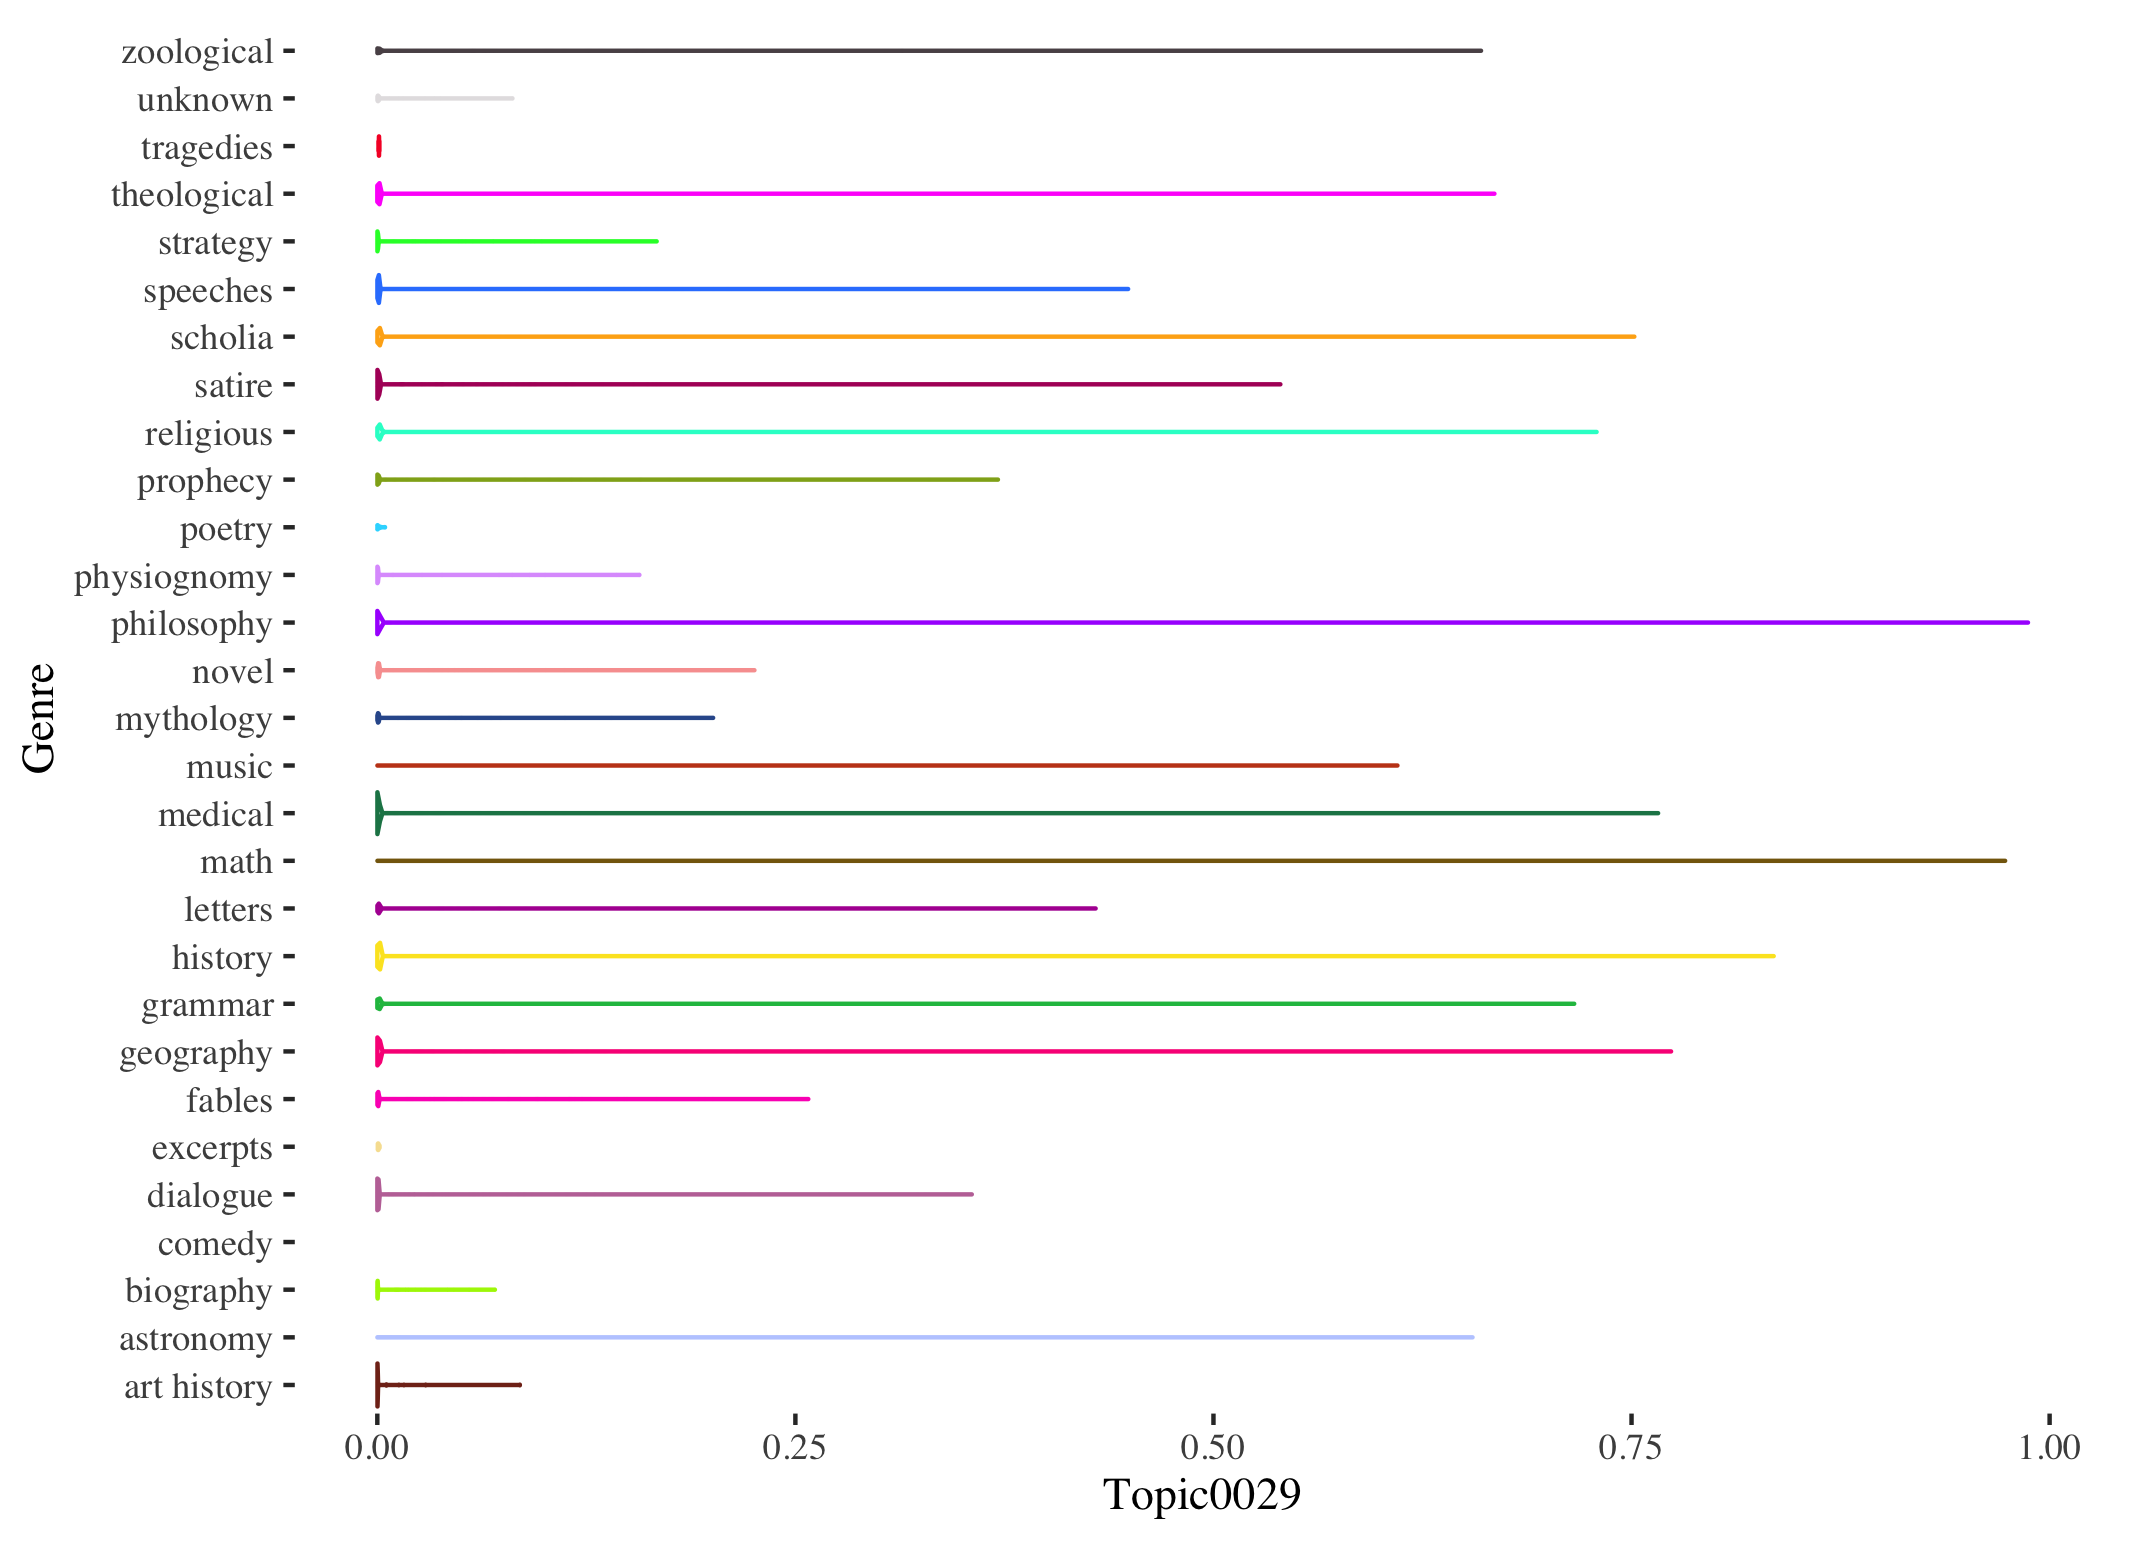 zoological
unknown
tragedies
theological
strategy
speeches
scholia
satire
religious
prophecy
poetry
physiognomy
philosophy
novel
mythology
music
medical
math
letters
history
grammar
geography
fables
excerpts
dialogue
comedy
biography
astronomy
art history
Genre
0.00 0.25 0.50 0.75 1.00
Topic0029